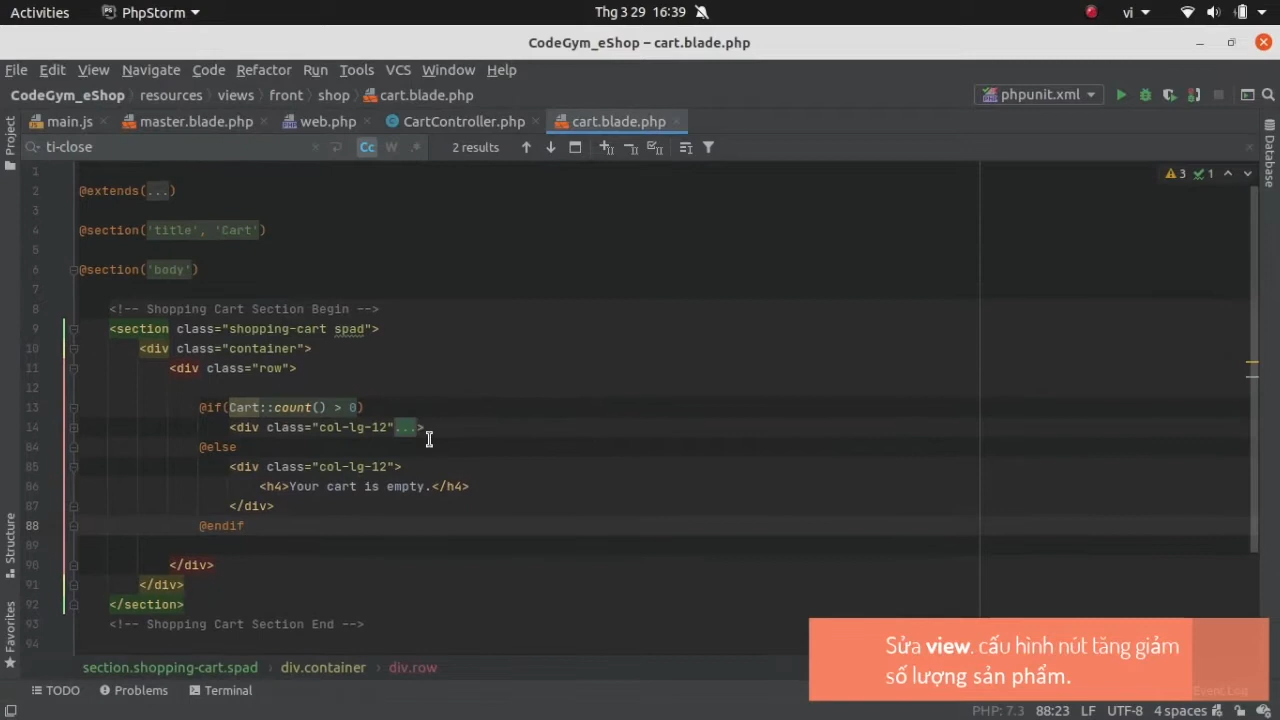 Activities PhpStorm Thg 3 29 16:39 vi
CodeGym_eShop – cart.blade.php
File Edit View Navigate Code Refactor Run Tools VCS Window Help
CodeGym_eShop resources views front shop cart.blade.php phpunit.xml
Project main.js master.blade.php web.php CartController.php cart.blade.php Database
ti-close Cc W .* 2 results
1 3 1
2 @extends(...)
3
4 @section('title', 'Cart')
5
6 @section('body')
7
8 <!-- Shopping Cart Section Begin -->
9 <section class="shopping-cart spad">
10 <div class="container">
11 <div class="row">
12
13 @if(Cart::count() > 0)
14 <div class="col-lg-12"...>
84 @else
85 <div class="col-lg-12">
86 <h4>Your cart is empty.</h4>
87 </div>
88 @endif
89
90 </div>
91 </div>
92 </section>
93 <!-- Shopping Cart Section End -->
94
Structure
Favorites
Sửa view. cấu hình nút tăng giảm
số lượng sản phẩm.
section.shopping-cart.spad div.container div.row
TODO Problems Terminal Event Log
PHP: 7.3 88:23 LF UTF-8 4 spaces